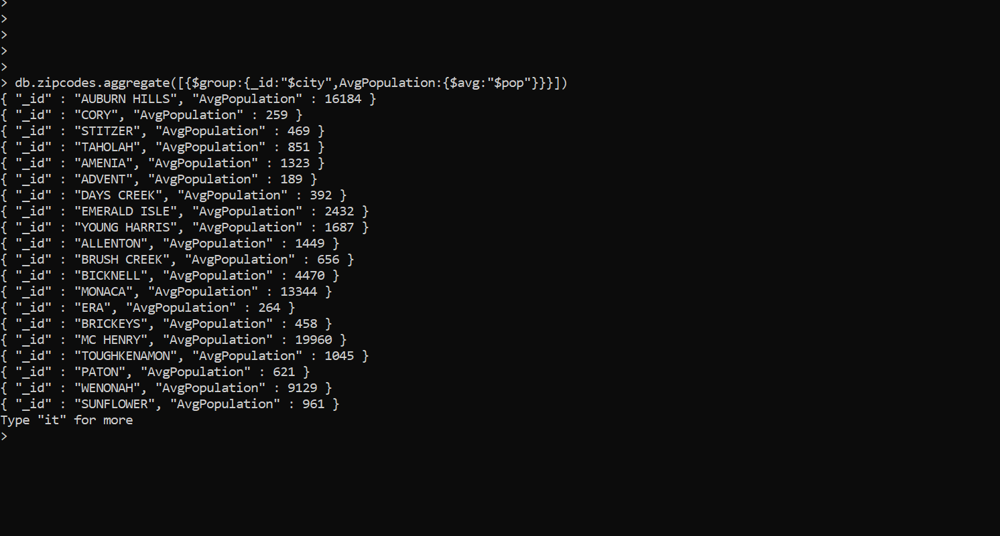 >
>
>
>
>
> db.zipcodes.aggregate([{$group:{_id:"$city",AvgPopulation:{$avg:"$pop"}}}])
{ "_id" : "AUBURN HILLS", "AvgPopulation" : 16184 }
{ "_id" : "CORY", "AvgPopulation" : 259 }
{ "_id" : "STITZER", "AvgPopulation" : 469 }
{ "_id" : "TAHOLAH", "AvgPopulation" : 851 }
{ "_id" : "AMENIA", "AvgPopulation" : 1323 }
{ "_id" : "ADVENT", "AvgPopulation" : 189 }
{ "_id" : "DAYS CREEK", "AvgPopulation" : 392 }
{ "_id" : "EMERALD ISLE", "AvgPopulation" : 2432 }
{ "_id" : "YOUNG HARRIS", "AvgPopulation" : 1687 }
{ "_id" : "ALLENTON", "AvgPopulation" : 1449 }
{ "_id" : "BRUSH CREEK", "AvgPopulation" : 656 }
{ "_id" : "BICKNELL", "AvgPopulation" : 4470 }
{ "_id" : "MONACA", "AvgPopulation" : 13344 }
{ "_id" : "ERA", "AvgPopulation" : 264 }
{ "_id" : "BRICKEYS", "AvgPopulation" : 458 }
{ "_id" : "MC HENRY", "AvgPopulation" : 19960 }
{ "_id" : "TOUGHKENAMON", "AvgPopulation" : 1045 }
{ "_id" : "PATON", "AvgPopulation" : 621 }
{ "_id" : "WENONAH", "AvgPopulation" : 9129 }
{ "_id" : "SUNFLOWER", "AvgPopulation" : 961 }
Type "it" for more
>